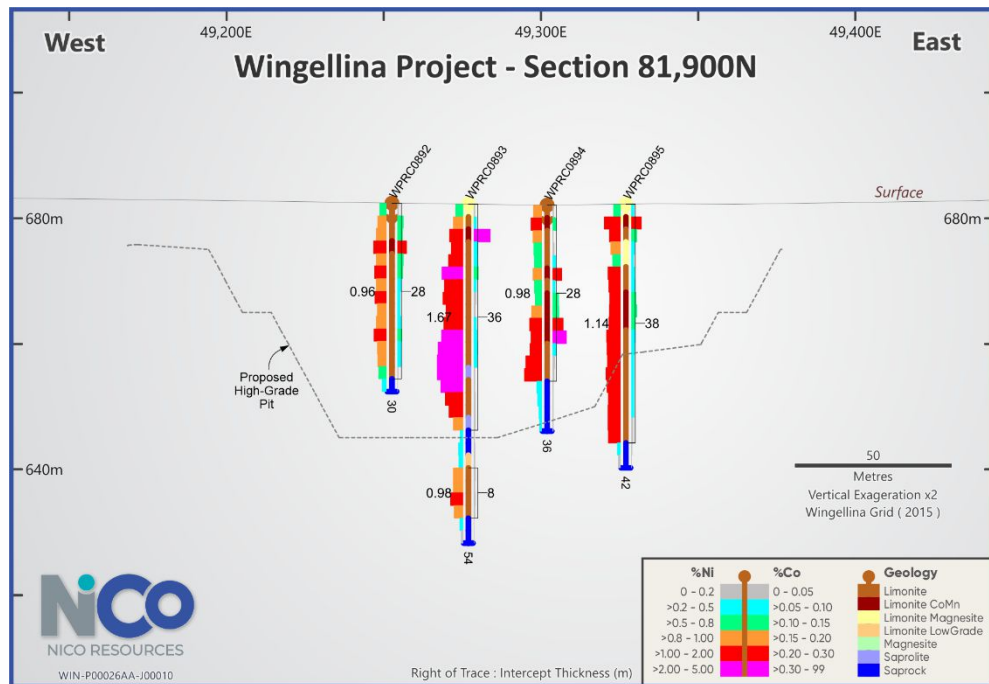 49,200E
49,300E
49,400E
West
East
Wingellina Project - Section 81,900N
WPRC0892
WPRC0893
WPRC0894
WPRC0895
Surface
680m
680m
0.96
28
1.67
36
0.98
28
1.14
38
Proposed
High-Grade
Pit
30
36
42
640m
0.98
8
54
50
Metres
Vertical Exageration x2
Wingellina Grid ( 2015 )
%Ni
%Co
Geology
0 - 0.2
0 - 0.05
Limonite
>0.2 - 0.5
>0.05 - 0.10
Limonite CoMn
>0.5 - 0.8
>0.10 - 0.15
Limonite Magnesite
>0.8 - 1.00
>0.15 - 0.20
Limonite LowGrade
Magnesite
>1.00 - 2.00
>0.20 - 0.30
Saprolite
>2.00 - 5.00
>0.30 - 99
Saprock
NiCo
NICO RESOURCES
WIN-P00026AA-J00010
Right of Trace : Intercept Thickness (m)